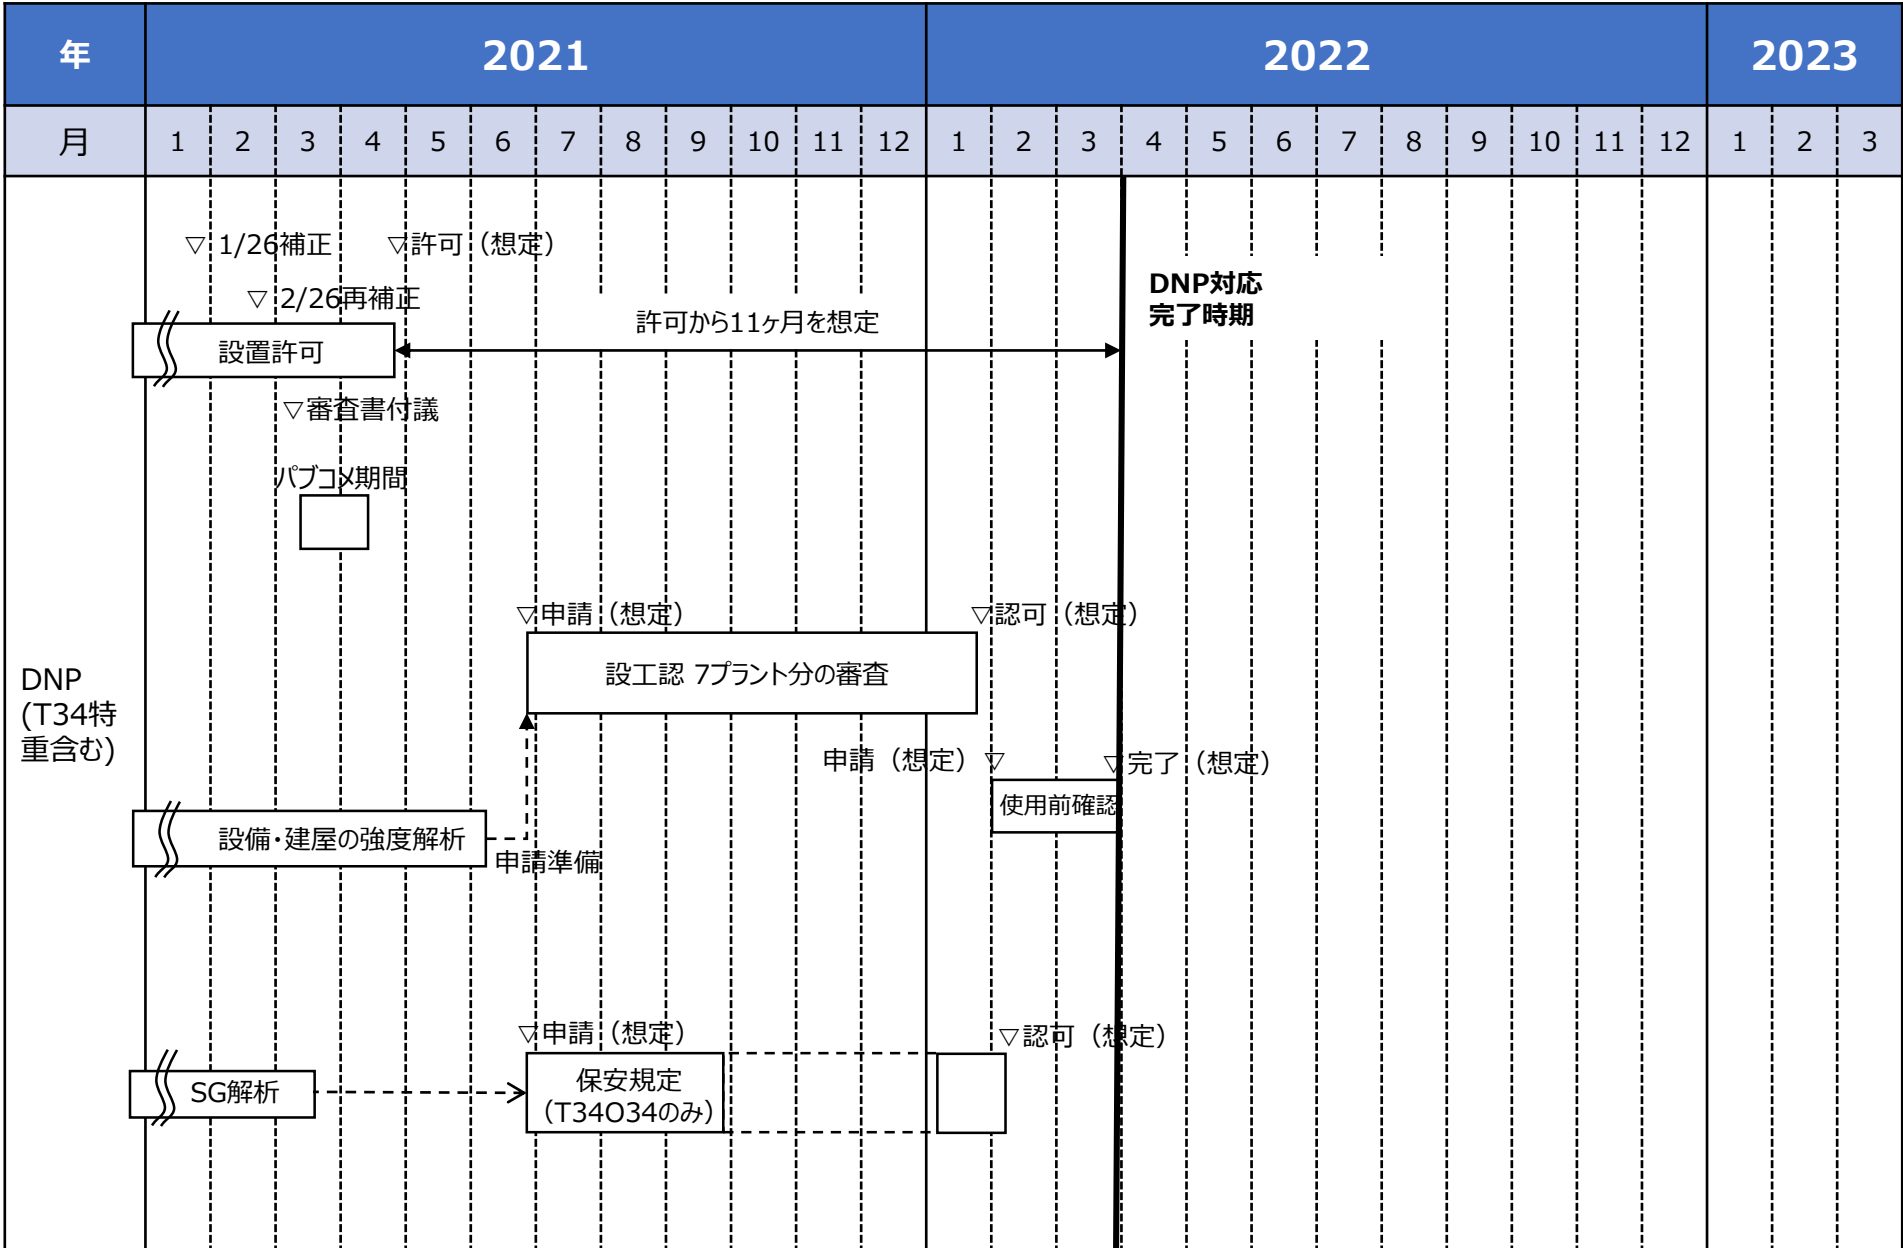 年 2021 2022 2023
月 1 2 3 4 5 6 7 8 9 10 11 12 1 2 3 4 5 6 7 8 9 10 11 12 1 2 3
▽ 1/26補正 ▽許可（想定）
▽ 2/26再補正
DNP対応
完了時期
許可から11ヶ月を想定
設置許可
▽審査書付議
パブコメ期間
▽申請（想定） ▽認可（想定）
設工認 7プラント分の審査
DNP
(T34特
重含む)
申請（想定）▽ ▽完了（想定）
使用前確認
設備・建屋の強度解析
申請準備
▽申請（想定） ▽認可（想定）
SG解析
保安規定
（T34O34のみ）